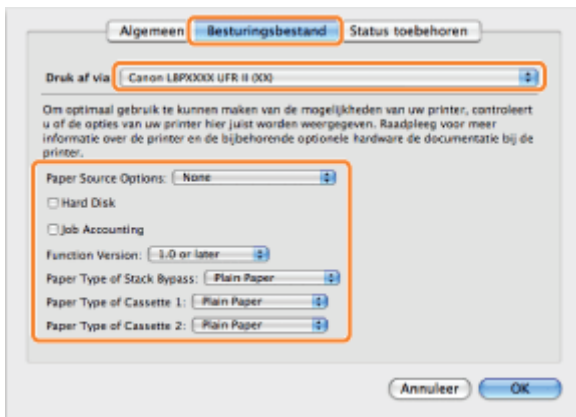 Algemeen Besturingsbestand Status toebehoren
Druk af via Canon LBPXXXX UFR II (XX)
Om optimaal gebruik te kunnen maken van de mogelijkheden van uw printer, controleert
u of de opties van uw printer hier juist worden weergegeven. Raadpleeg voor meer
informatie over de printer en de bijbehorende optionele hardware de documentatie bij de
printer.
Paper Source Options: None
Hard Disk
Job Accounting
Function Version: 1.0 or later
Paper Type of Stack Bypass: Plain Paper
Paper Type of Cassette 1: Plain Paper
Paper Type of Cassette 2: Plain Paper
Annuleer OK